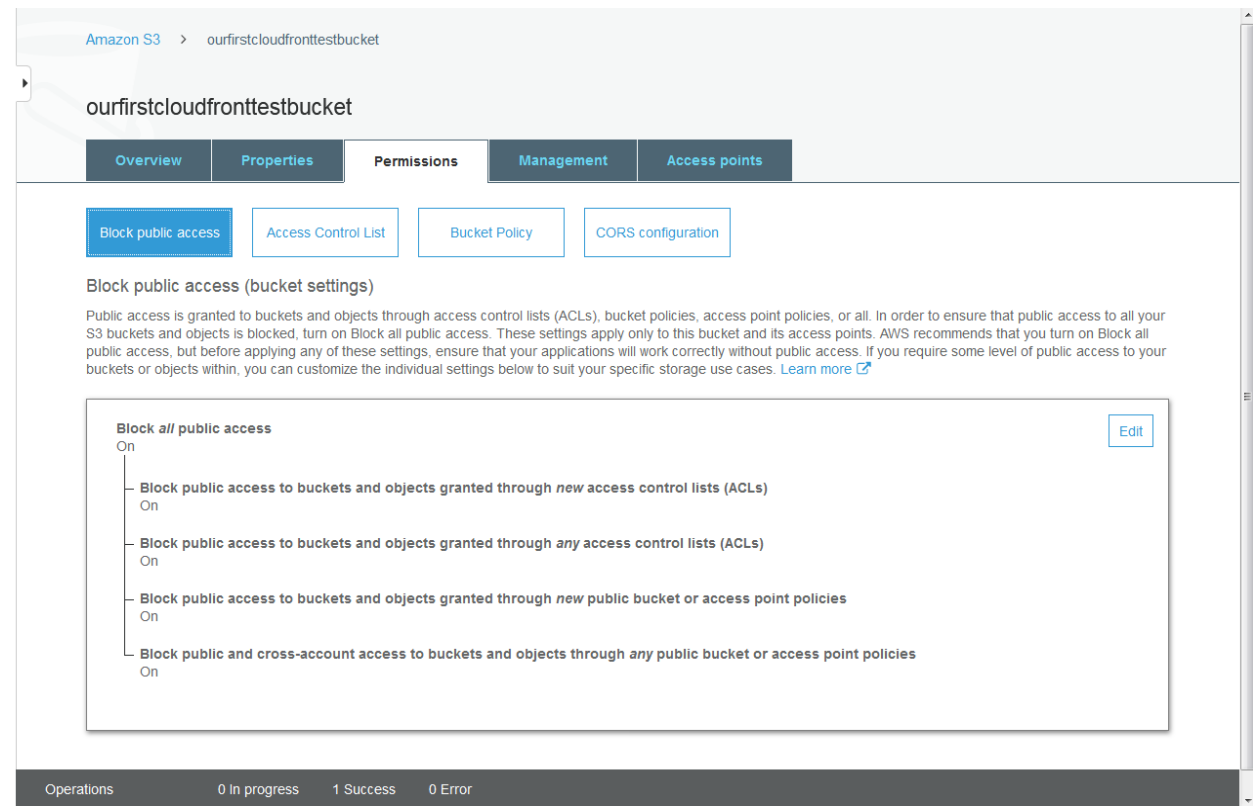 Amazon S3 > ourfirstcloudfronttestbucket
ourfirstcloudfronttestbucket
Overview Properties Permissions Management Access points
Block public access Access Control List Bucket Policy CORS configuration
Block public access (bucket settings)
Public access is granted to buckets and objects through access control lists (ACLs), bucket policies, access point policies, or all. In order to ensure that public access to all your
S3 buckets and objects is blocked, turn on Block all public access. These settings apply only to this bucket and its access points. AWS recommends that you turn on Block all
public access, but before applying any of these settings, ensure that your applications will work correctly without public access. If you require some level of public access to your
buckets or objects within, you can customize the individual settings below to suit your specific storage use cases. Learn more
Block all public access
Edit
On
Block public access to buckets and objects granted through new access control lists (ACLs)
On
Block public access to buckets and objects granted through any access control lists (ACLs)
On
Block public access to buckets and objects granted through new public bucket or access point policies
On
Block public and cross-account access to buckets and objects through any public bucket or access point policies
On
Operations 0 In progress 1 Success 0 Error